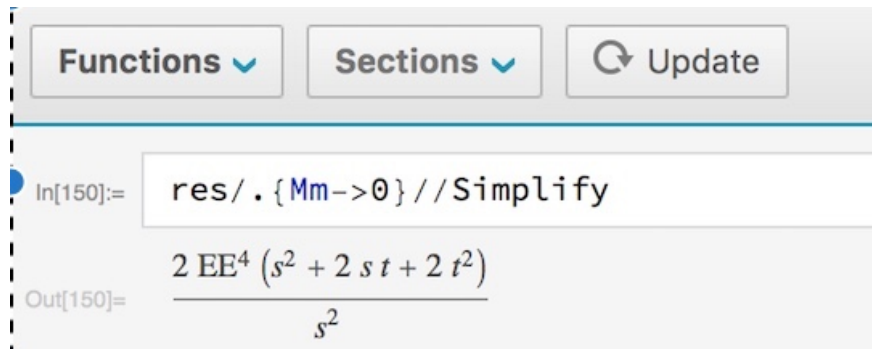 Functions Sections Update
In[150]:= res/.{Mm->0}//Simplify
Out[150]= 2 EE⁴ (s² + 2 s t + 2 t²)
s²